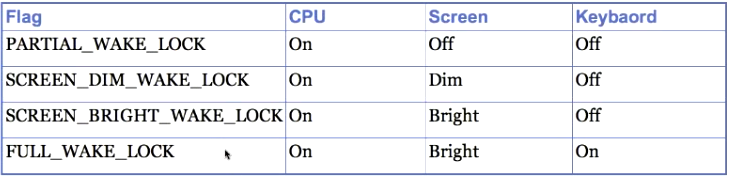 Flag CPU Screen Keybaord
PARTIAL_WAKE_LOCK On Off Off
SCREEN_DIM_WAKE_LOCK On Dim Off
SCREEN_BRIGHT_WAKE_LOCK On Bright Off
FULL_WAKE_LOCK On Bright On